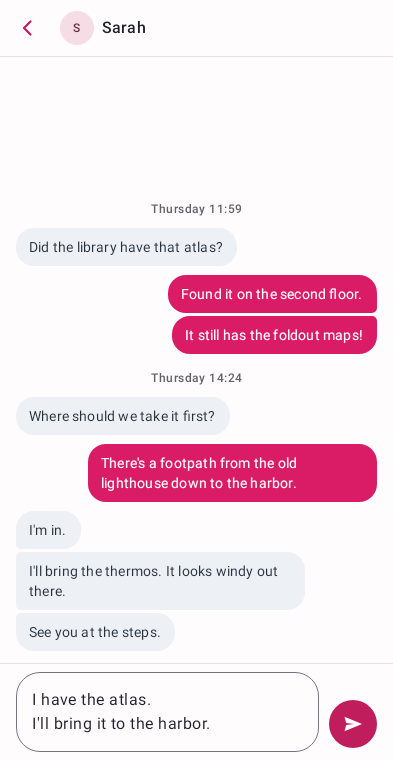 S
Sarah
Thursday 11:59
Did the library have that atlas?
Found it on the second floor.
It still has the foldout maps!
Thursday 14:24
Where should we take it first?
There's a footpath from the old
lighthouse down to the harbor.
I'm in.
I'll bring the thermos. It looks windy out
there.
See you at the steps.
I have the atlas.
I'll bring it to the harbor.